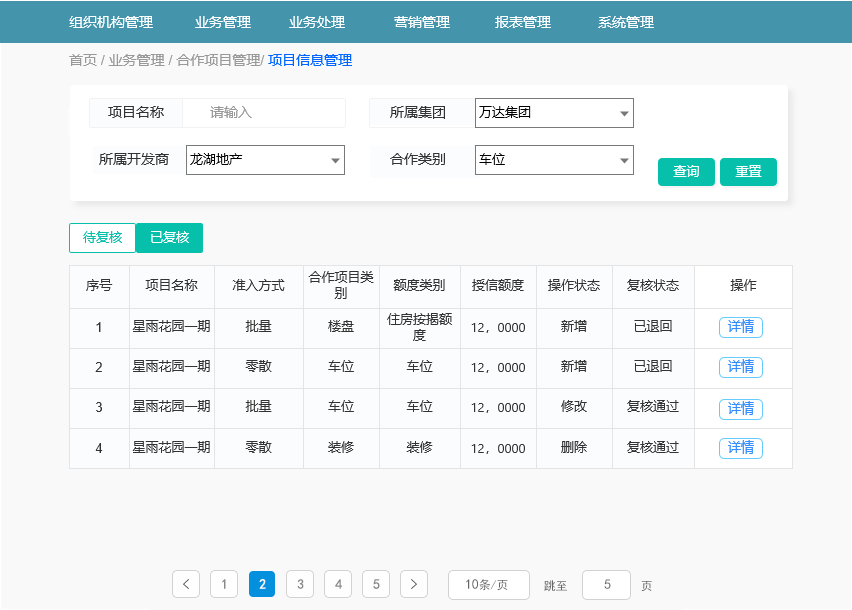 组织机构管理 业务管理 业务处理 营销管理 报表管理 系统管理
首页 / 业务管理 / 合作项目管理/ 项目信息管理
项目名称 请输入 所属集团 万达集团
所属开发商 龙湖地产 合作类别 车位
查询 重置
待复核 已复核
序号 项目名称 准入方式 合作项目类别 额度类别 授信额度 操作状态 复核状态 操作
1 星雨花园一期 批量 楼盘 住房按揭额度 12，0000 新增 已退回 详情
2 星雨花园一期 零散 车位 车位 12，0000 新增 已退回 详情
3 星雨花园一期 批量 车位 车位 12，0000 修改 复核通过 详情
4 星雨花园一期 零散 装修 装修 12，0000 删除 复核通过 详情
< 1 2 3 4 5 > 10条/页 跳至 5 页